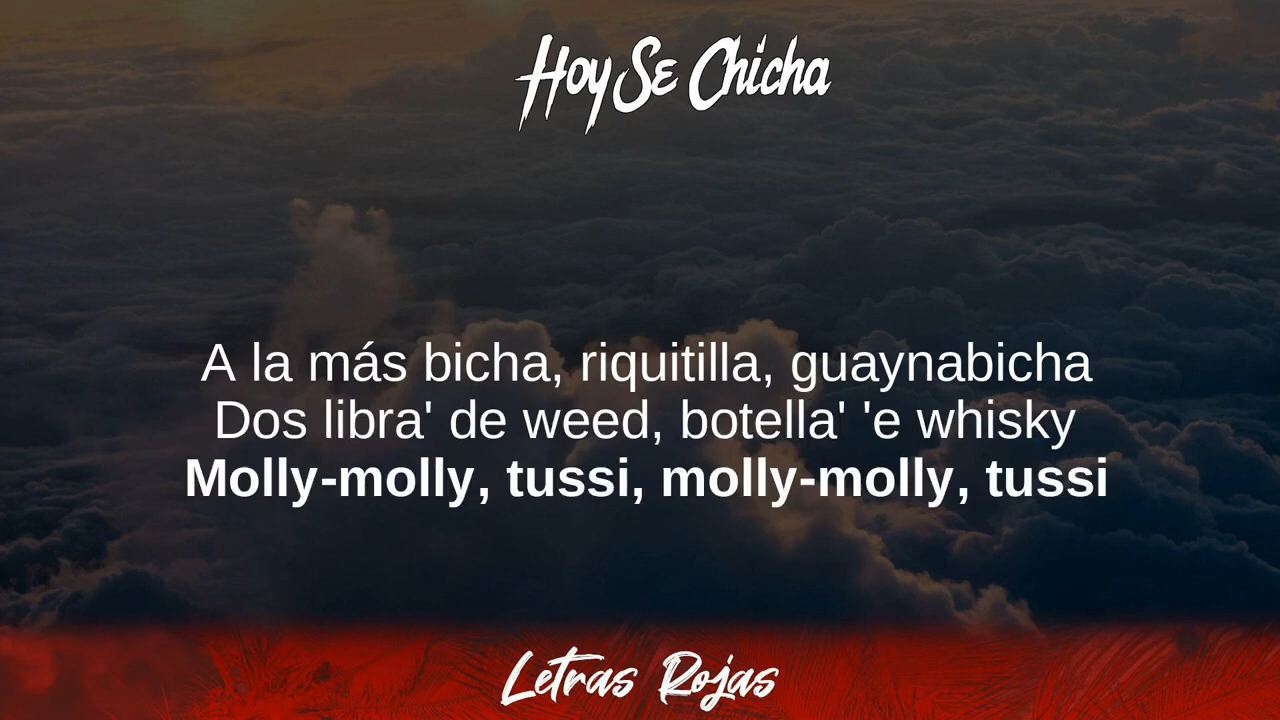 Hoy Se Chicha
A la más bicha, riquitilla, guaynabicha
Dos libra' de weed, botella' 'e whisky
Molly-molly, tussi, molly-molly, tussi
Letras Rojas